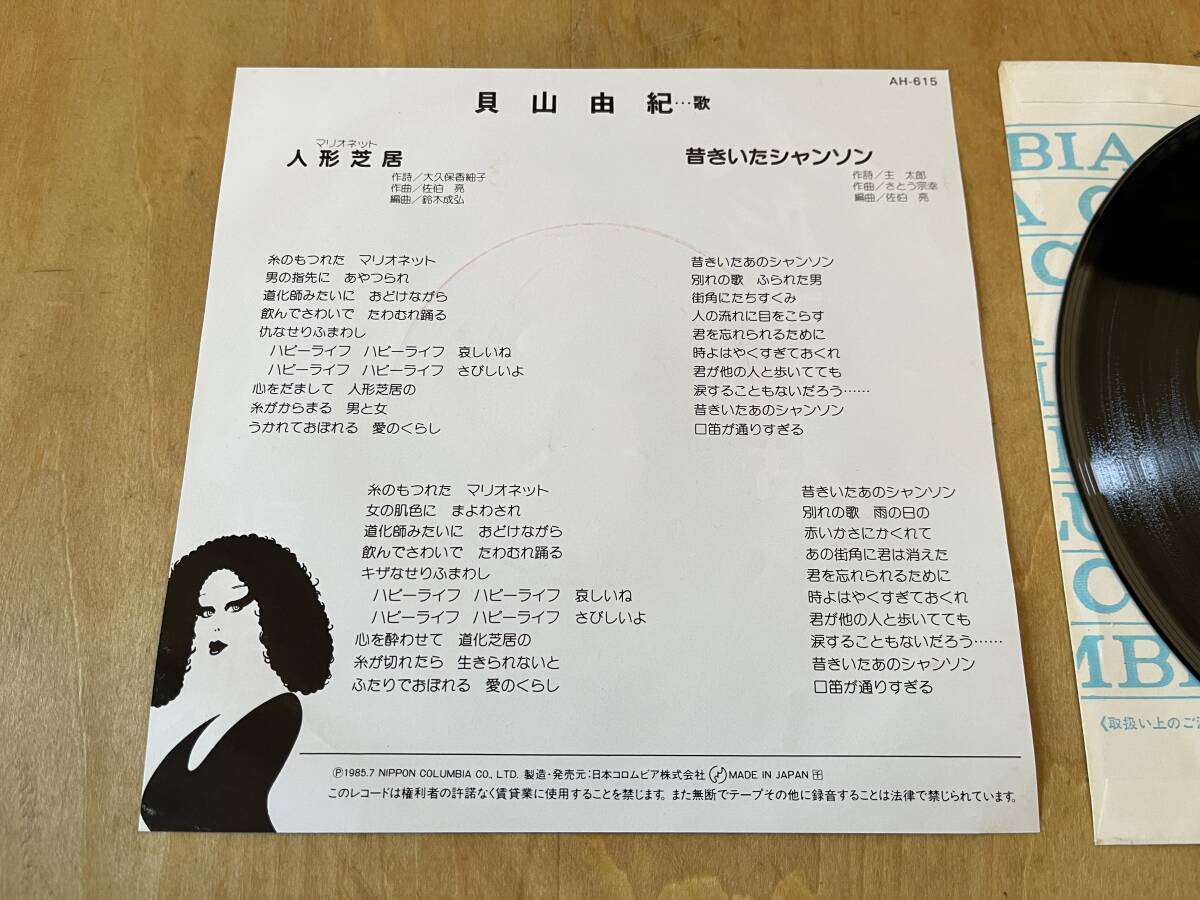 AH-615
貝山由紀…歌
マリオネット
人形芝居
作詩／大久保香紬子
作曲／佐伯 亮
編曲／鈴木成弘
糸のもつれた マリオネット
男の指先に あやつられ
道化師みたいに おどけながら
飲んでさわいで たわむれ踊る
仇なせりふまわし
ハピーライフ ハピーライフ 哀しいね
ハピーライフ ハピーライフ さびしいよ
心をだまして 人形芝居の
糸がからまる 男と女
うかれておぼれる 愛のくらし
糸のもつれた マリオネット
女の肌色に まよわされ
道化師みたいに おどけながら
飲んでさわいで たわむれ踊る
キザなせりふまわし
ハピーライフ ハピーライフ 哀しいね
ハピーライフ ハピーライフ さびしいよ
心を酔わせて 道化芝居の
糸が切れたら 生きられないと
ふたりでおぼれる 愛のくらし
昔きいたシャンソン
作詩／主 太郎
作曲／さとう宗幸
編曲／佐伯 亮
昔きいたあのシャンソン
別れの歌 ふられた男
街角にたちすくみ
人の流れに目をこらす
君を忘れられるために
時よはやくすぎておくれ
君が他の人と歩いてても
涙することもないだろう……
昔きいたあのシャンソン
口笛が通りすぎる
昔きいたあのシャンソン
別れの歌 雨の日の
赤いかさにかくれて
あの街角に君は消えた
君を忘れられるために
時よはやくすぎておくれ
君が他の人と歩いてても
涙することもないだろう……
昔きいたあのシャンソン
口笛が通りすぎる
Ⓟ1985.7 NIPPON COLUMBIA CO., LTD. 製造・発売元：日本コロムビア株式会社 MADE IN JAPAN
このレコードは権利者の許諾なく賃貸業に使用することを禁じます。また無断でテープその他に録音することは法律で禁じられています。
BIA
MBI
《取扱い上のご